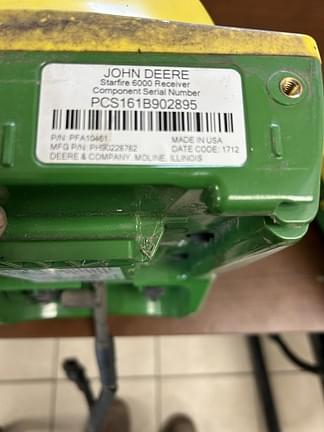 JOHN DEERE
Starfire 6000 Receiver
Component Serial Number
PCS161B902895
P/N: PFA10461 MADE IN USA
MFG P/N: PH90228762 DATE CODE: 1712
DEERE & COMPANY MOLINE, ILLINOIS